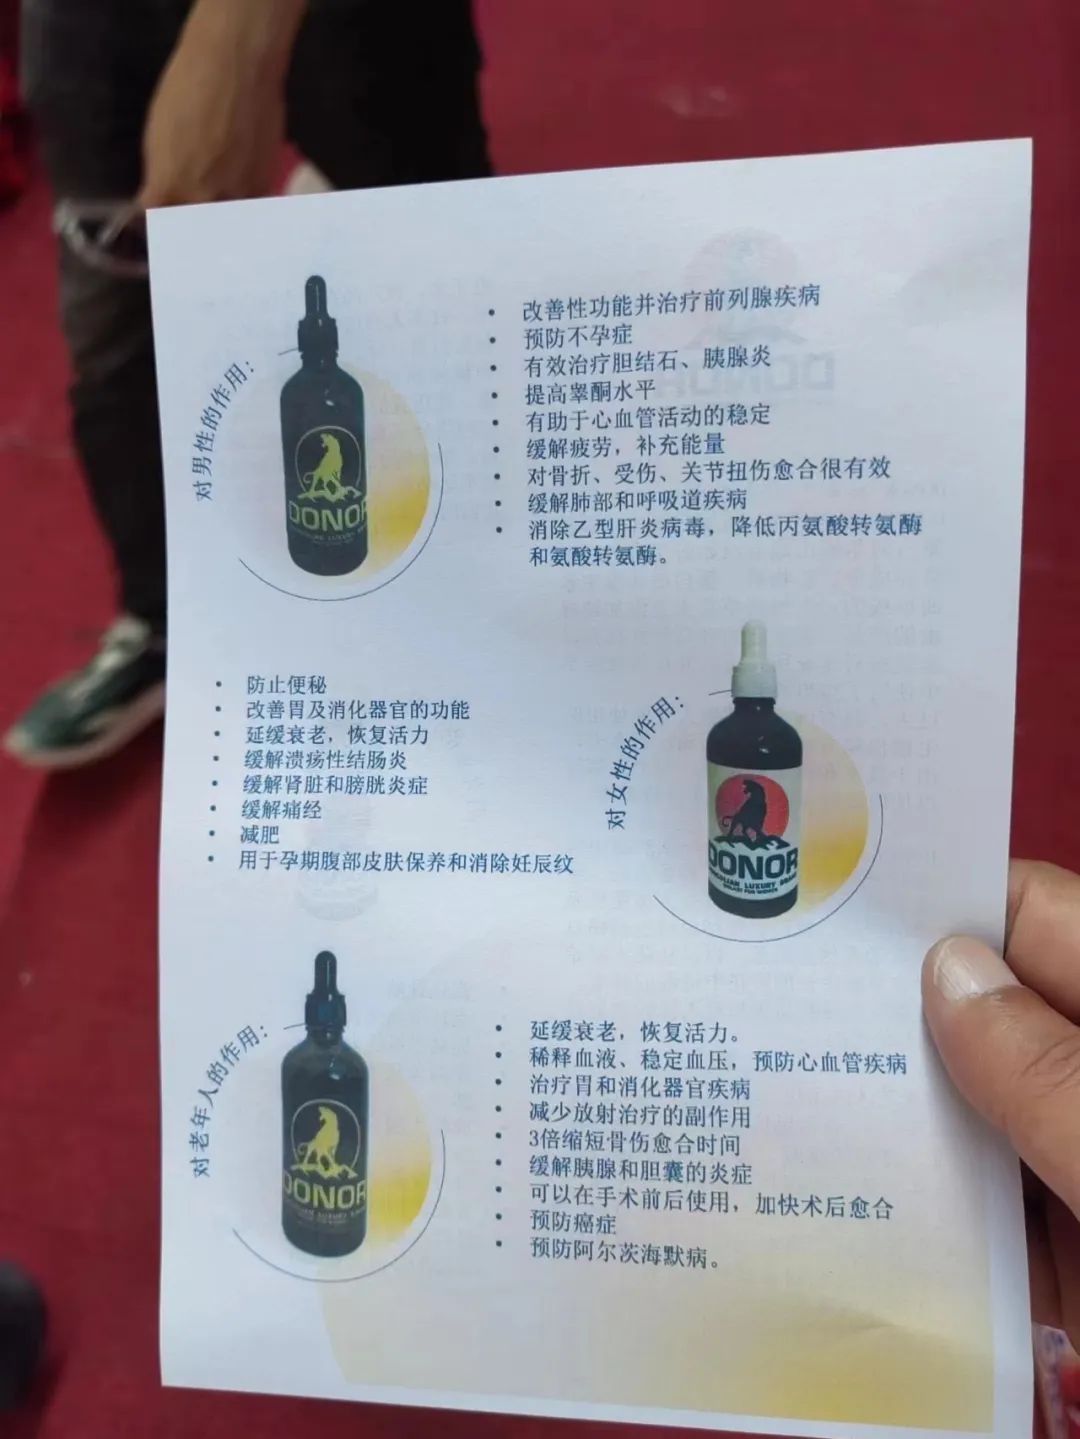 对男性的作用：
DONOR
• 改善性功能并治疗前列腺疾病
• 预防不孕症
• 有效治疗胆结石、胰腺炎
• 提高睾酮水平
• 有助于心血管活动的稳定
• 缓解疲劳，补充能量
• 对骨折、受伤、关节扭伤愈合很有效
• 缓解肺部和呼吸道疾病
• 消除乙型肝炎病毒，降低丙氨酸转氨酶
和氨酸转氨酶。
• 防止便秘
• 改善胃及消化器官的功能
• 延缓衰老，恢复活力
• 缓解溃疡性结肠炎
• 缓解肾脏和膀胱炎症
• 缓解痛经
• 减肥
• 用于孕期腹部皮肤保养和消除妊辰纹
对女性的作用：
DONOR
LUXURY
FOR WOMEN
对老年人的作用：
DONOR
• 延缓衰老，恢复活力。
• 稀释血液、稳定血压，预防心血管疾病
• 治疗胃和消化器官疾病
• 减少放射治疗的副作用
• 3倍缩短骨伤愈合时间
• 缓解胰腺和胆囊的炎症
• 可以在手术前后使用，加快术后愈合
• 预防癌症
• 预防阿尔茨海默病。